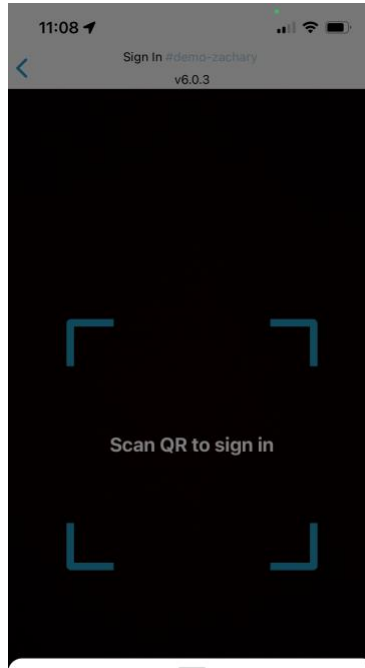 11:08
Sign In #demo-zachary
v6.0.3
Scan QR to sign in